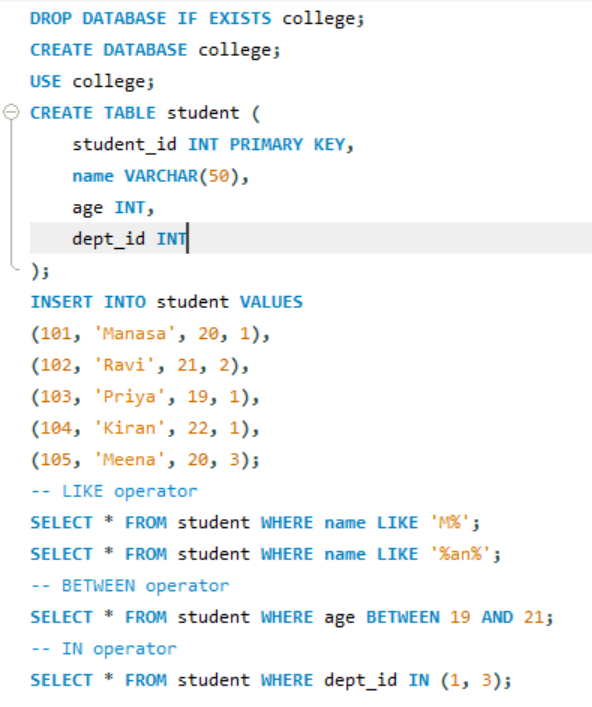 DROP DATABASE IF EXISTS college;
CREATE DATABASE college;
USE college;
CREATE TABLE student (
    student_id INT PRIMARY KEY,
    name VARCHAR(50),
    age INT,
    dept_id INT
);
INSERT INTO student VALUES
(101, 'Manasa', 20, 1),
(102, 'Ravi', 21, 2),
(103, 'Priya', 19, 1),
(104, 'Kiran', 22, 1),
(105, 'Meena', 20, 3);
-- LIKE operator
SELECT * FROM student WHERE name LIKE 'M%';
SELECT * FROM student WHERE name LIKE '%an%';
-- BETWEEN operator
SELECT * FROM student WHERE age BETWEEN 19 AND 21;
-- IN operator
SELECT * FROM student WHERE dept_id IN (1, 3);